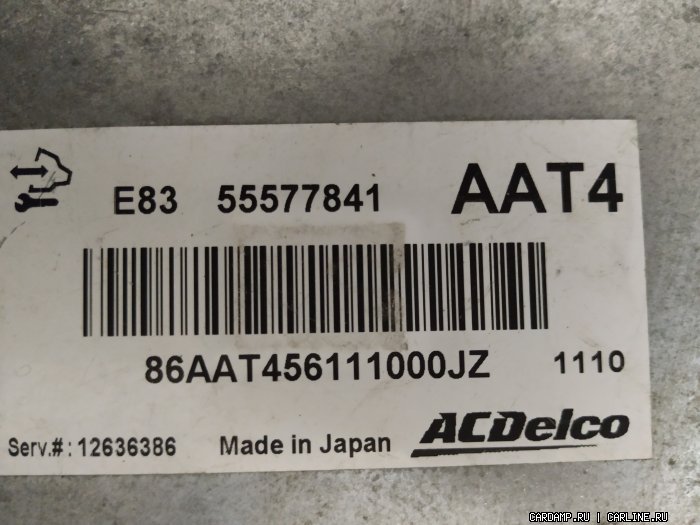 E83 55577841 AAT4
86AAT456111000JZ 1110
Serv.#: 12636386 Made in Japan ACDelco
CARDAMP.RU | CARLINE.RU